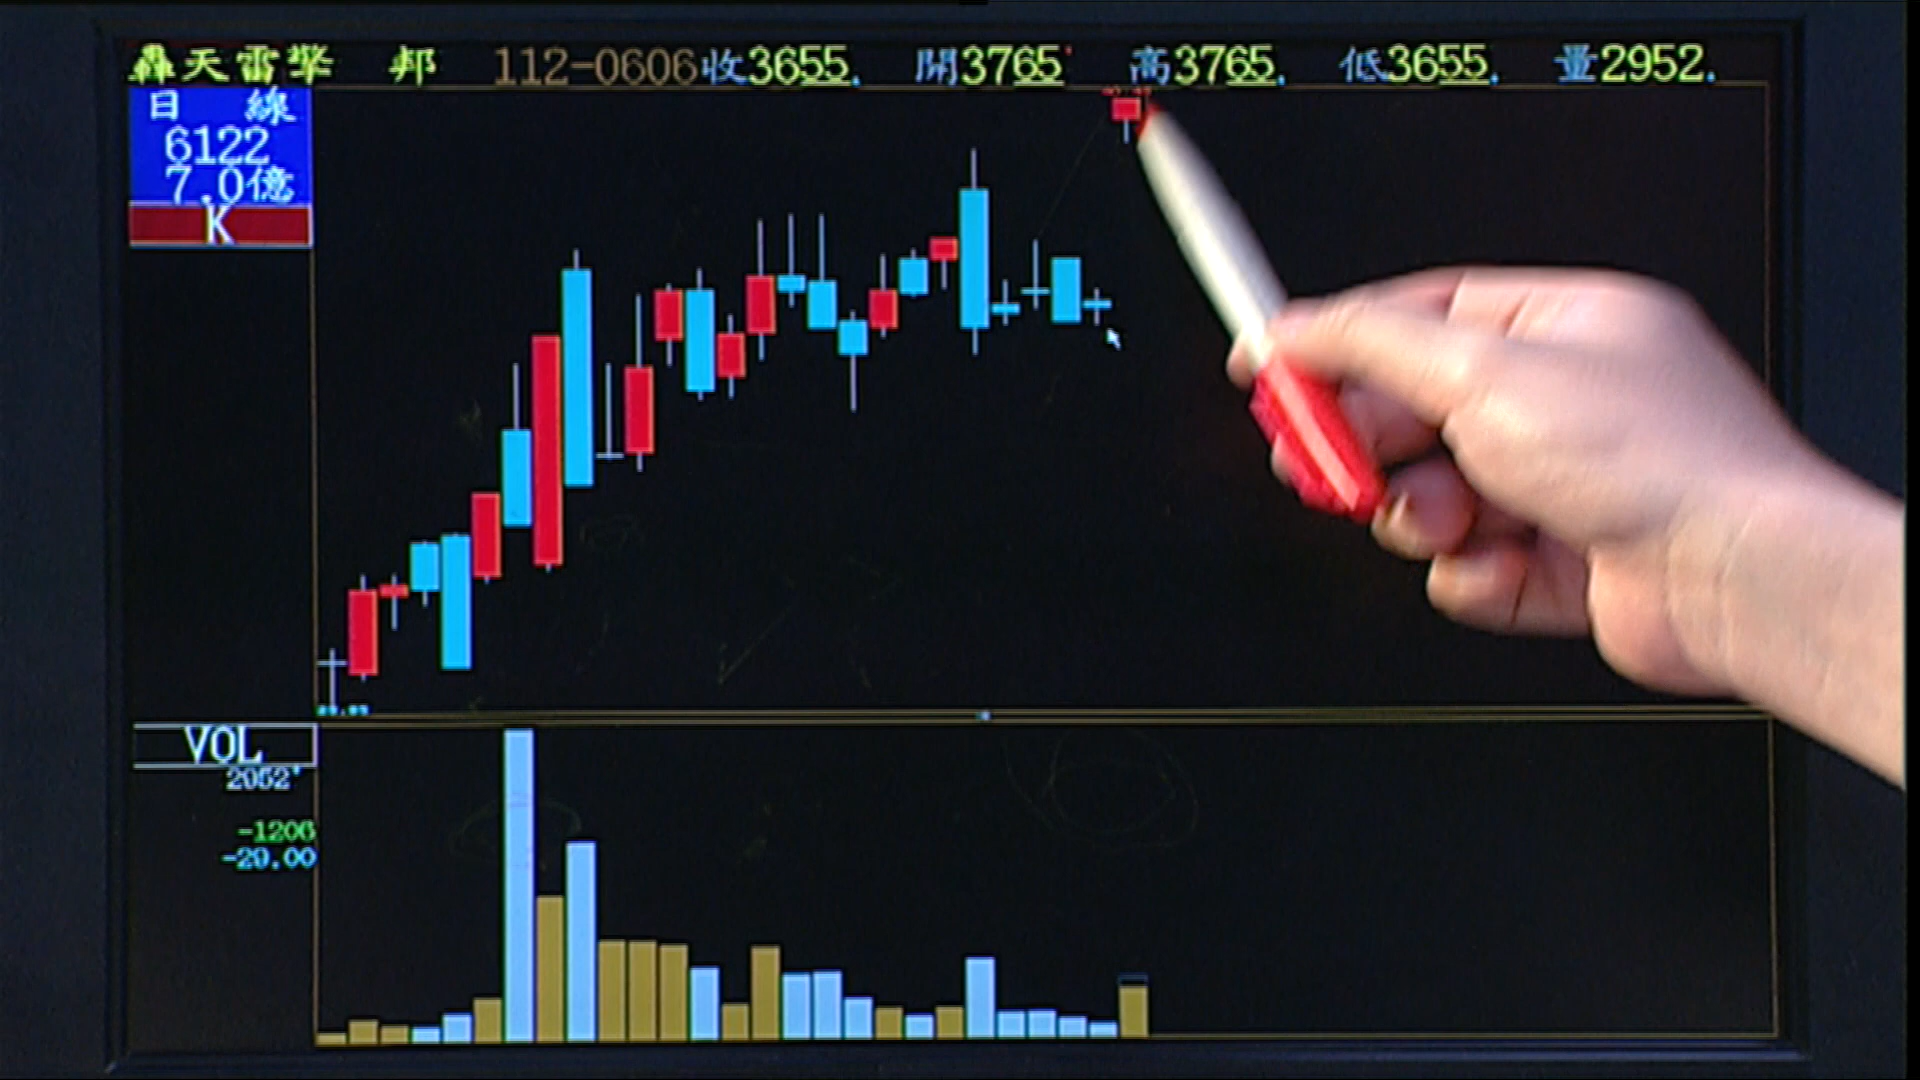 轟天雷擎 邦 112-0606收3655. 開3765' 高3765. 低3655. 量2952.
日 線
6122
7.0億
K
VOL
2052'
-1206
-20.00